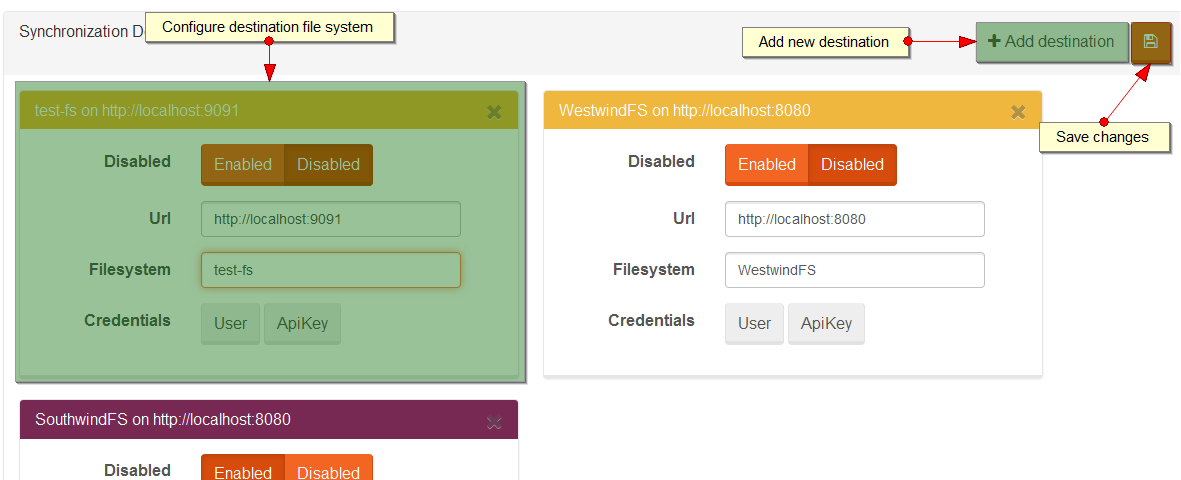 Configure destination file system
Synchronization D
Add new destination
Add destination
Save changes
test-fs on http://localhost:9091
Disabled
Enabled Disabled
Url
http://localhost:9091
Filesystem
test-fs
Credentials
User ApiKey
WestwindFS on http://localhost:8080
Disabled
Enabled Disabled
Url
http://localhost:8080
Filesystem
WestwindFS
Credentials
User ApiKey
SouthwindFS on http://localhost:8080
Disabled
Enabled Disabled